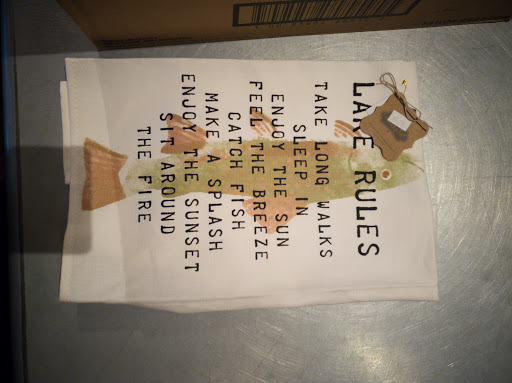 LAKE RULES
TAKE LONG WALKS
SLEEP IN
ENJOY THE SUN
FEEL THE BREEZE
CATCH FISH
MAKE A SPLASH
ENJOY THE SUNSET
SIT AROUND
THE FIRE